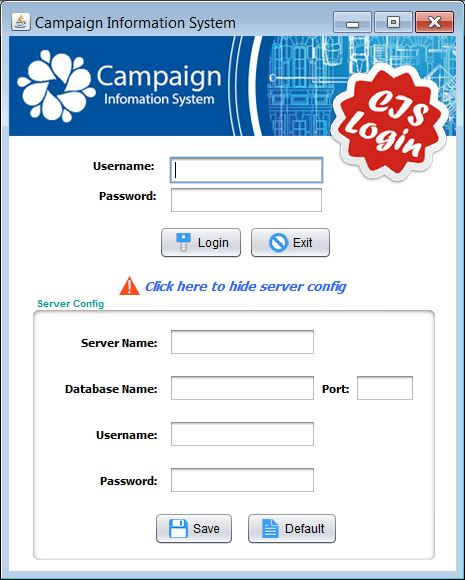 Campaign Information System
Campaign
Infomation System
CIS
Login
Username:
Password:
Login Exit
Click here to hide server config
Server Config
Server Name:
Database Name: Port:
Username:
Password:
Save Default